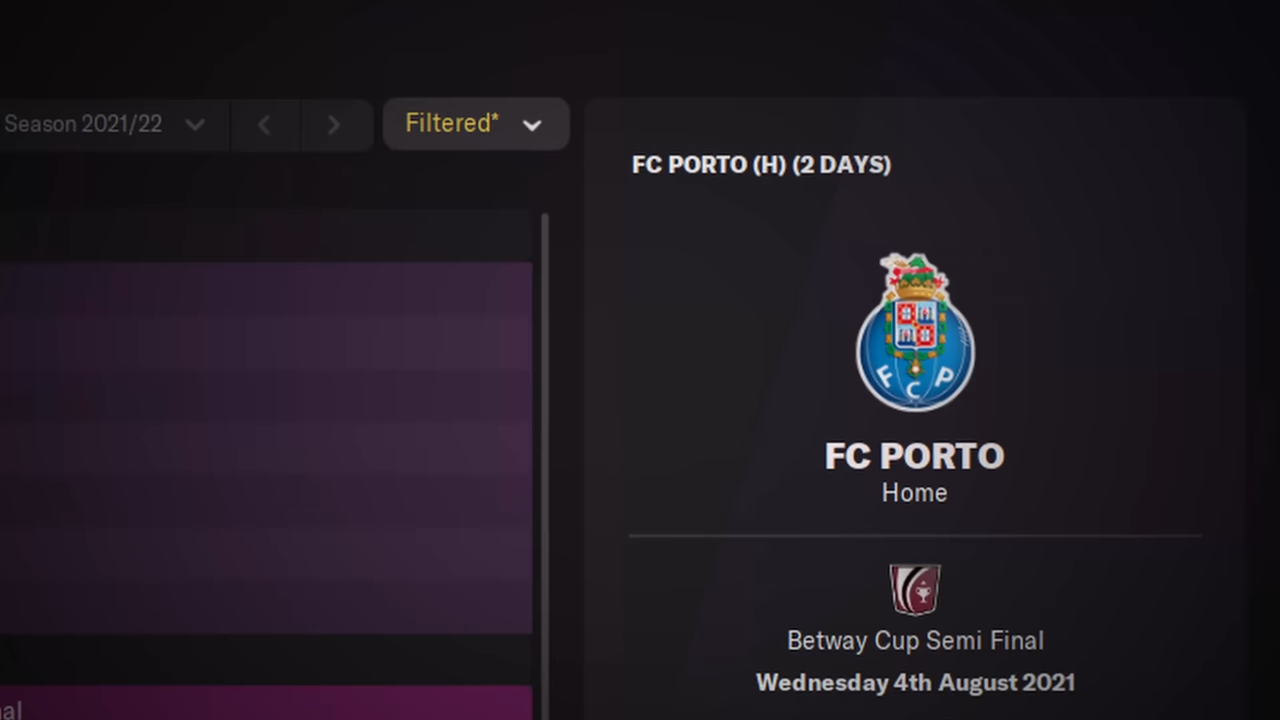 Season 2021/22
Filtered*
FC PORTO (H) (2 DAYS)
F C P
FC PORTO
Home
Betway Cup Semi Final
Wednesday 4th August 2021